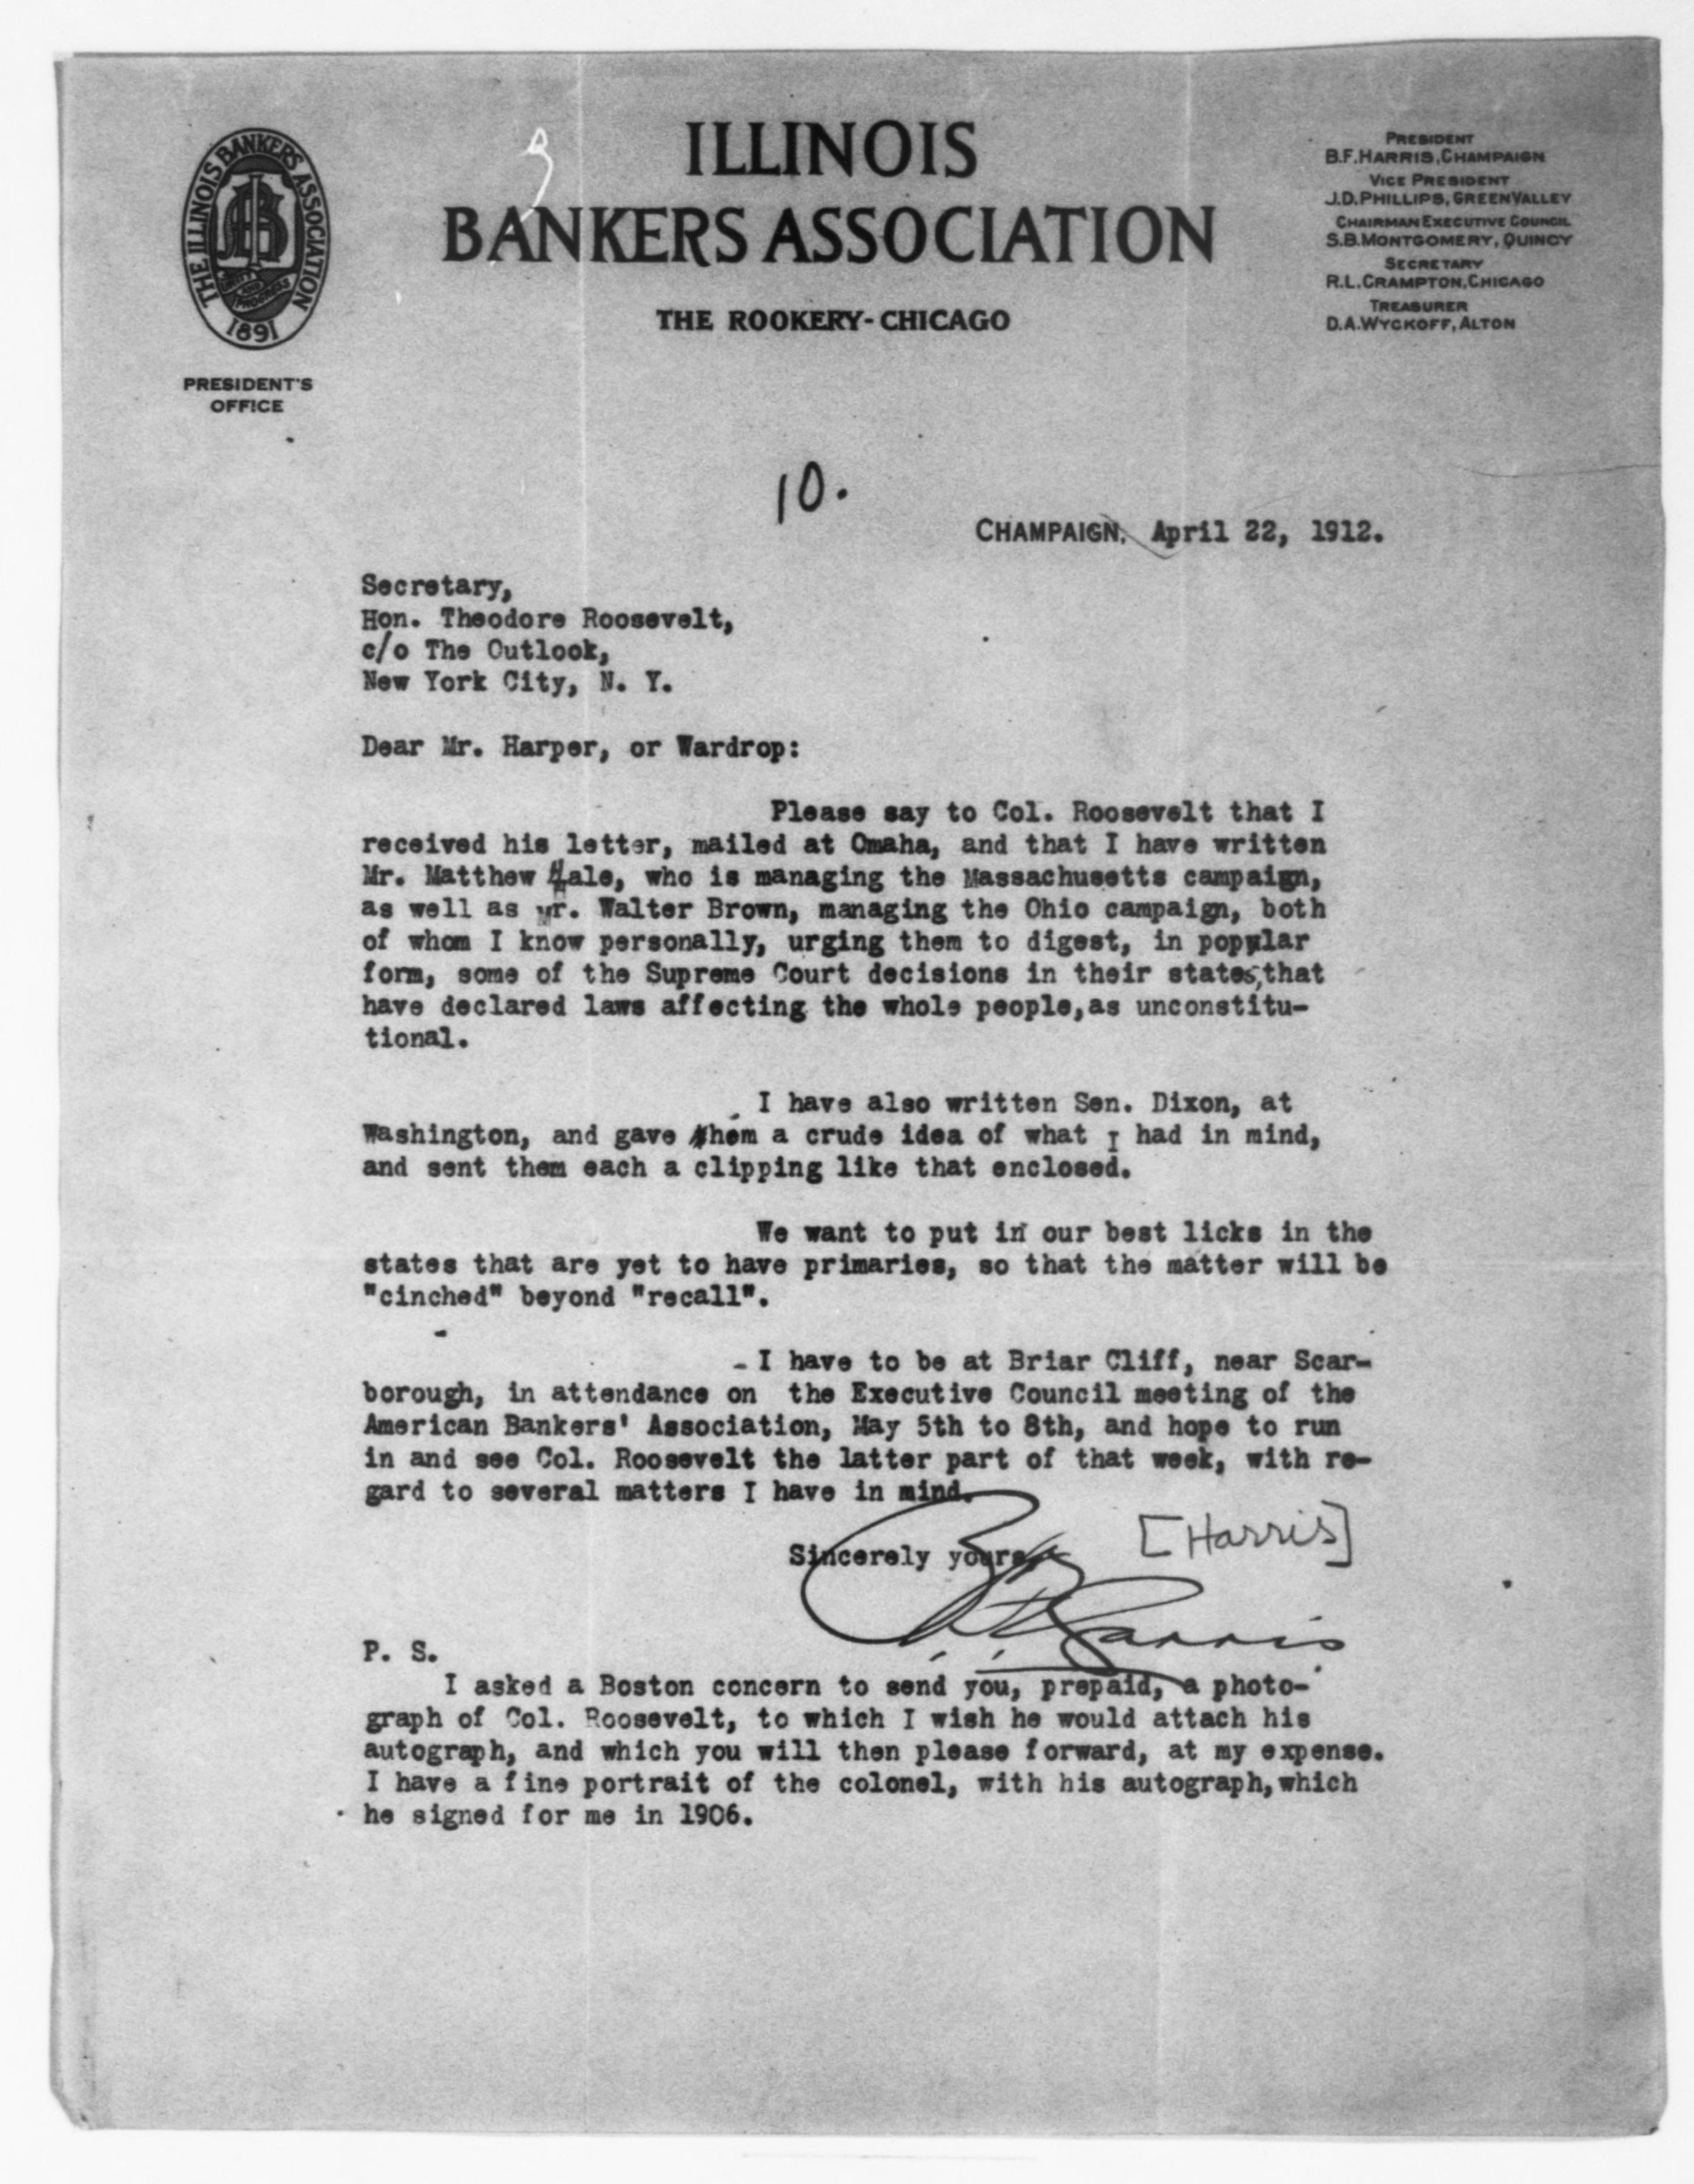 THE ILLINOIS BANKERS ASSOCIATION
1891
PRESIDENT'S
OFFICE
ILLINOIS
BANKERS ASSOCIATION
THE ROOKERY-CHICAGO
PRESIDENT
B.F.HARRIS,CHAMPAIGN
VICE PRESIDENT
J.D.PHILLIPS, GREEN VALLEY
CHAIRMAN EXECUTIVE COUNCIL
S.B.MONTGOMERY, QUINCY
SECRETARY
R.L.CRAMPTON,CHICAGO
TREASURER
D.A.WYCKOFF, ALTON
10.
CHAMPAIGN, April 22, 1912.
Secretary,
Hon. Theodore Roosevelt,
c/o The Outlook,
New York City, N. Y.
Dear Mr. Harper, or Wardrop:
Please say to Col. Roosevelt that I
received his letter, mailed at Omaha, and that I have written
Mr. Matthew Hale, who is managing the Massachusetts campaign,
as well as Mr. Walter Brown, managing the Ohio campaign, both
of whom I know personally, urging them to digest, in popular
form, some of the Supreme Court decisions in their states,that
have declared laws affecting the whole people,as unconstitu-
tional.
I have also written Sen. Dixon, at
Washington, and gave them a crude idea of what I had in mind,
and sent them each a clipping like that enclosed.
We want to put in our best licks in the
states that are yet to have primaries, so that the matter will be
"cinched" beyond "recall".
I have to be at Briar Cliff, near Scar-
borough, in attendance on the Executive Council meeting of the
American Bankers' Association, May 5th to 8th, and hope to run
in and see Col. Roosevelt the latter part of that week, with re-
gard to several matters I have in mind.
Sincerely yours,
[Harris]
B. F. Harris
P. S.
I asked a Boston concern to send you, prepaid, a photo-
graph of Col. Roosevelt, to which I wish he would attach his
autograph, and which you will then please forward, at my expense.
I have a fine portrait of the colonel, with his autograph,which
he signed for me in 1906.